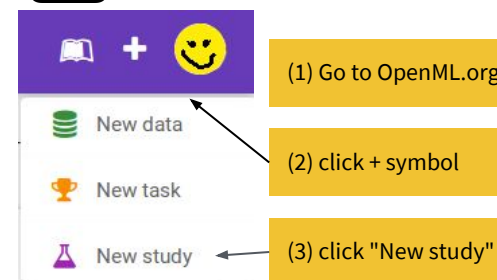 (1) Go to OpenML.org
New data
(2) click + symbol
New task
(3) click "New study"
New study